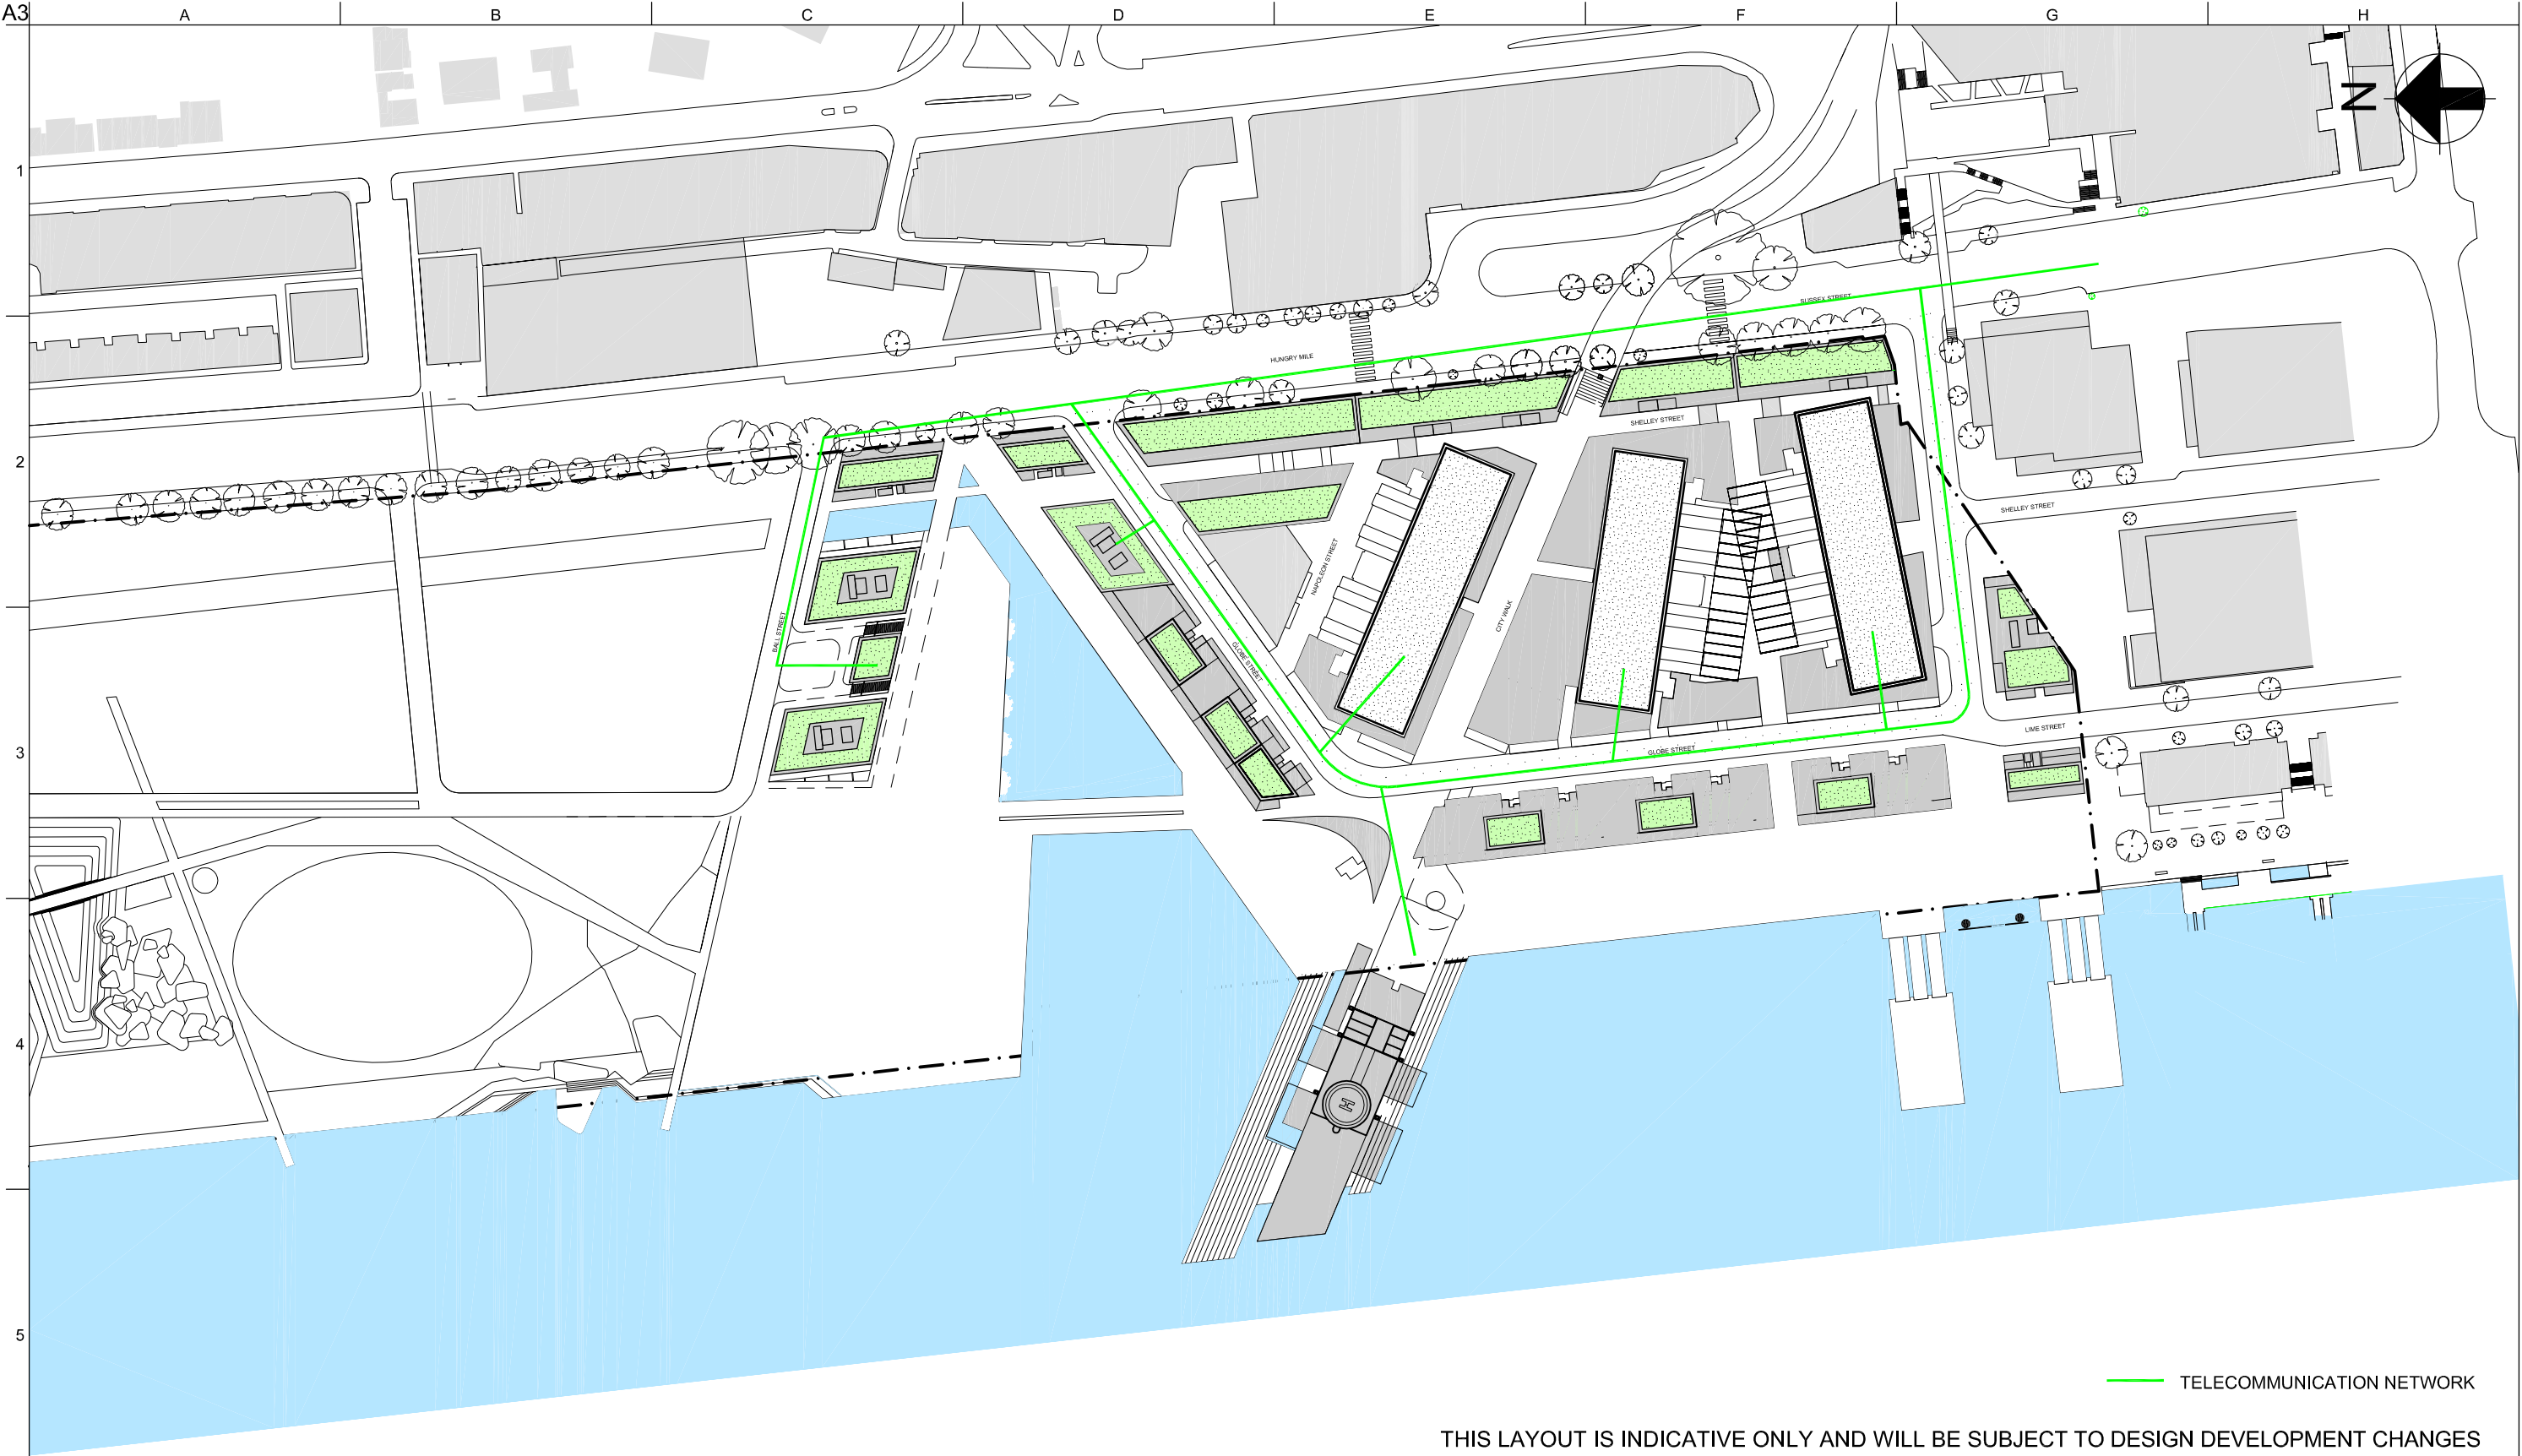 A3
A B C D E F G H
1
N
SUSSEX STREET
HUNGRY MILE
SHELLEY STREET
2
SHELLEY STREET
NAPOLEON STREET
CITY WALK
BALL STREET
GLOBE STREET
LIME STREET
GLOBE STREET
3
H
4
5
TELECOMMUNICATION NETWORK
THIS LAYOUT IS INDICATIVE ONLY AND WILL BE SUBJECT TO DESIGN DEVELOPMENT CHANGES